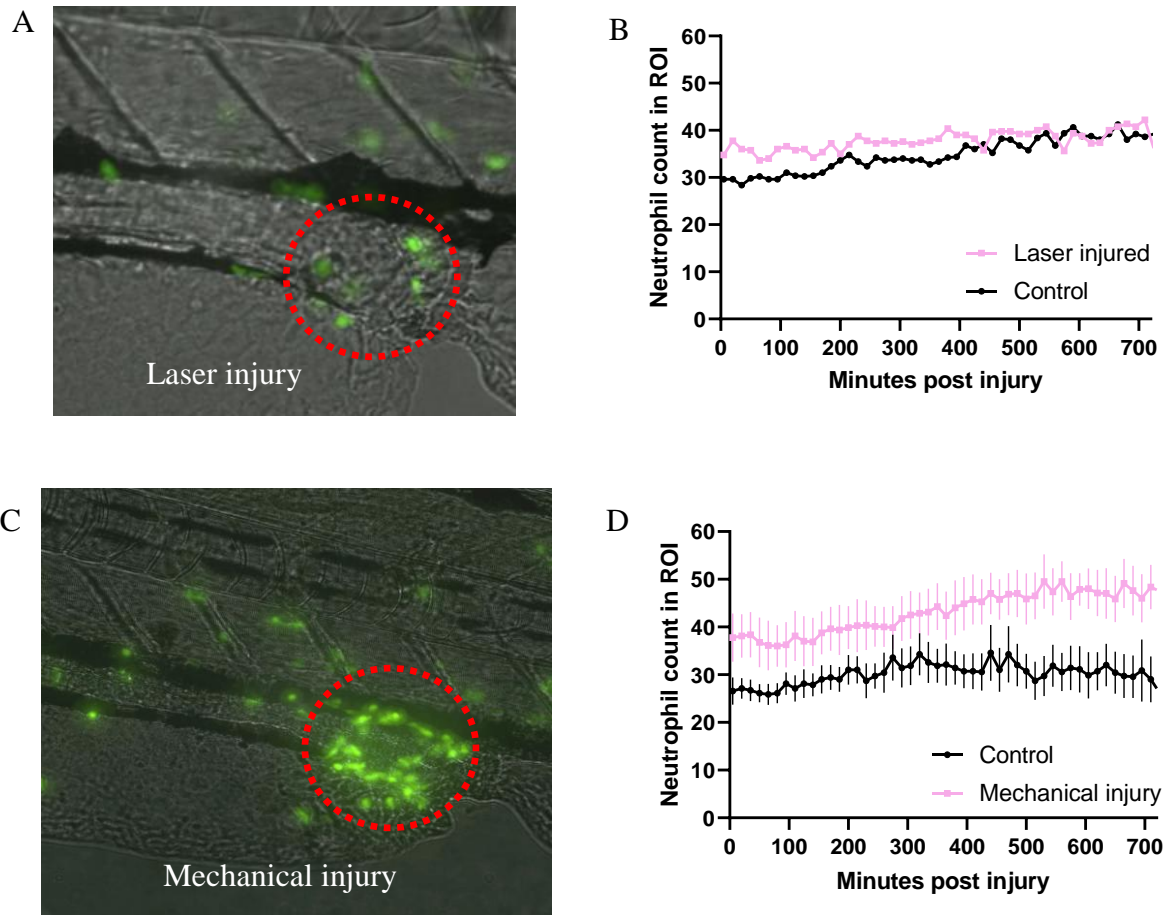 A
Laser injury
B
Neutrophil count in ROI
60
50
40
30
20
10
0
Laser injured
Control
0 100 200 300 400 500 600 700
Minutes post injury
C
Mechanical injury
D
Neutrophil count in ROI
60
50
40
30
20
10
0
Control
Mechanical injury
0 100 200 300 400 500 600 700
Minutes post injury